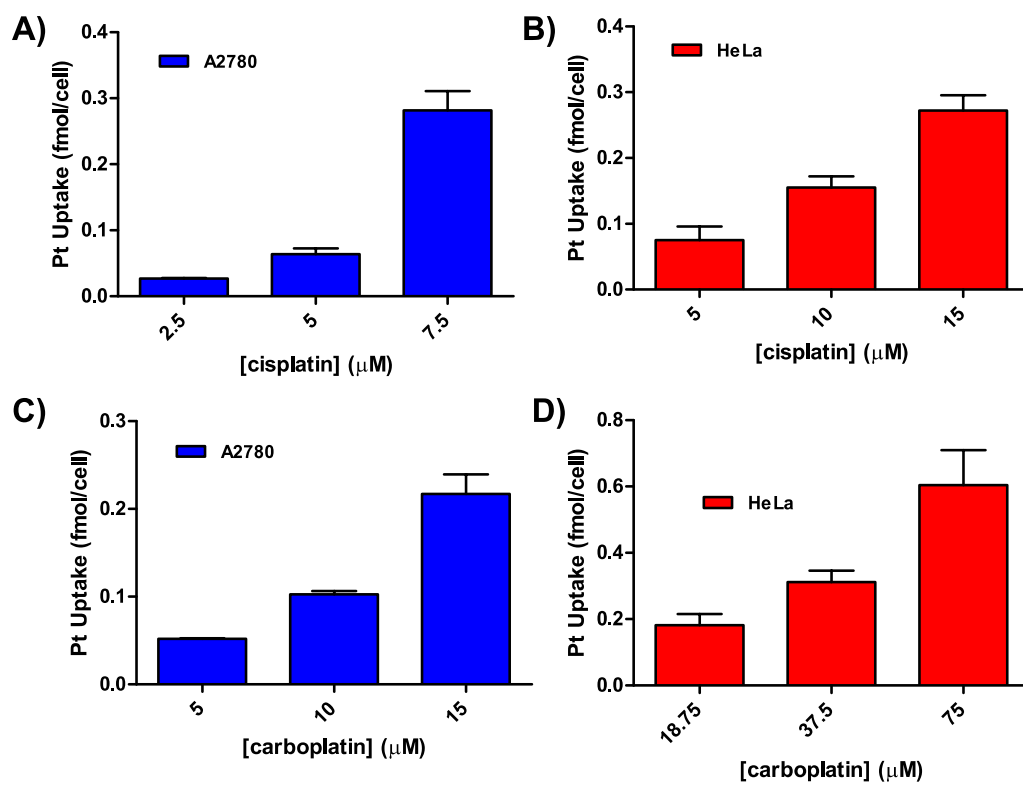 A)
A2780
Pt Uptake (fmol/cell)
0.4
0.3
0.2
0.1
0.0
2.5
5
7.5
[cisplatin] (μM)
B)
HeLa
Pt Uptake (fmol/cell)
0.4
0.3
0.2
0.1
0.0
5
10
15
[cisplatin] (μM)
C)
A2780
Pt Uptake (fmol/cell)
0.3
0.2
0.1
0.0
5
10
15
[carboplatin] (μM)
D)
HeLa
Pt Uptake (fmol/cell)
0.8
0.6
0.4
0.2
0.0
18.75
37.5
75
[carboplatin] (μM)